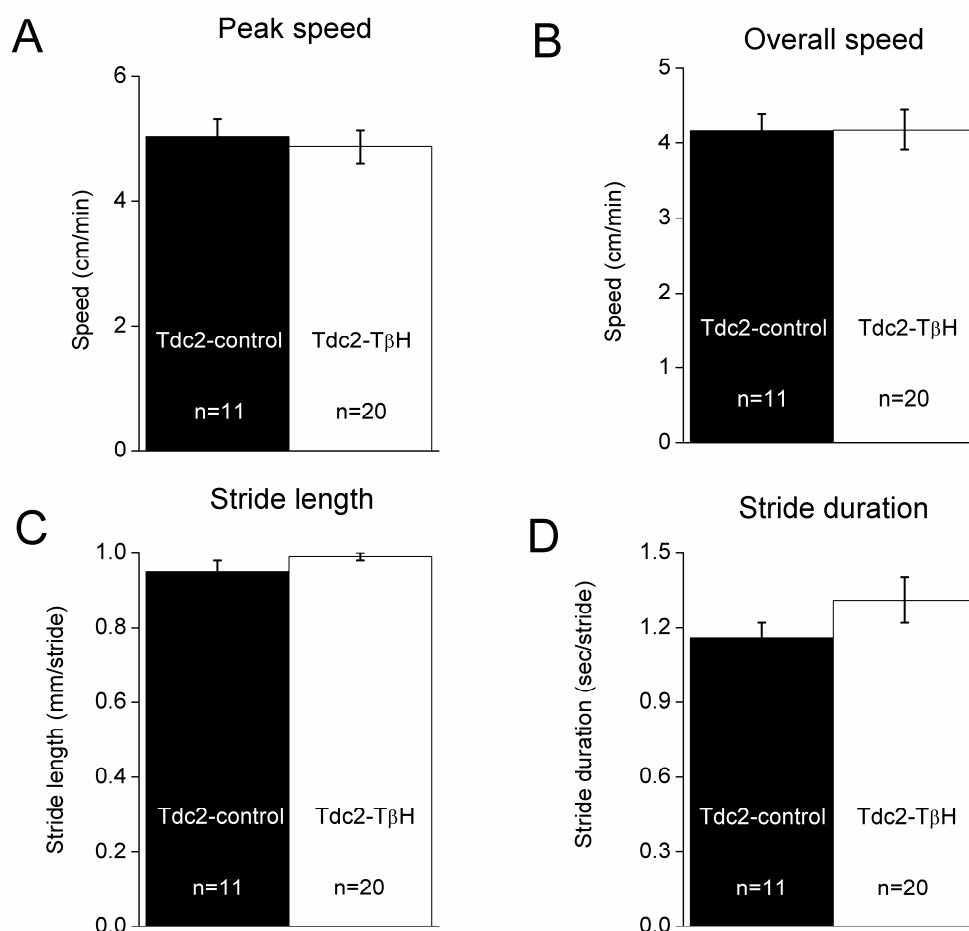 A
Peak speed
Speed (cm/min)
6
4
2
0
Tdc2-control
Tdc2-TβH
n=11
n=20
B
Overall speed
Speed (cm/min)
5
4
3
2
1
0
Tdc2-control
Tdc2-TβH
n=11
n=20
C
Stride length
Stride length (mm/stride)
1.0
0.8
0.6
0.4
0.2
0.0
Tdc2-control
Tdc2-TβH
n=11
n=20
D
Stride duration
Stride duration (sec/stride)
1.5
1.2
0.9
0.6
0.3
0.0
Tdc2-control
Tdc2-TβH
n=11
n=20